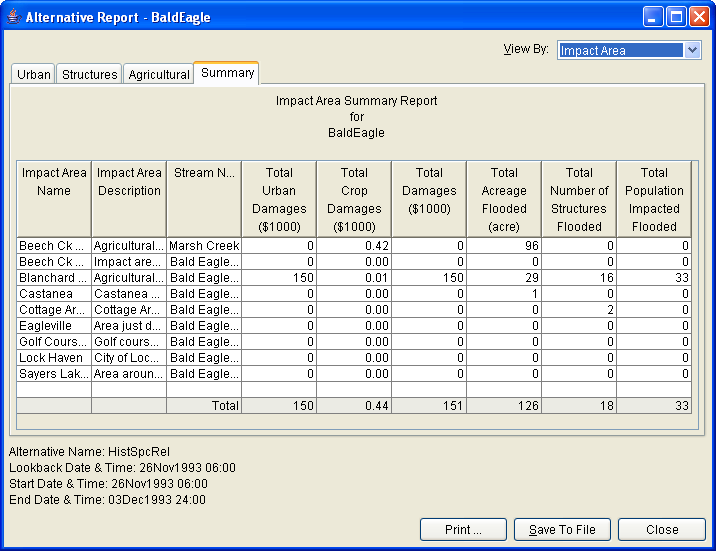 Alternative Report - BaldEagle
View By: Impact Area
Urban Structures Agricultural Summary
Impact Area Summary Report
for
BaldEagle
Impact Area Name Impact Area Description Stream N... Total Urban Damages ($1000) Total Crop Damages ($1000) Total Damages ($1000) Total Acreage Flooded (acre) Total Number of Structures Flooded Total Population Impacted Flooded
Beech Ck ... Agricultural... Marsh Creek 0 0.42 0 96 0 0
Beech Ck ... Impact are... Bald Eagle... 0 0.00 0 0 0 0
Blanchard ... Agricultural... Bald Eagle... 150 0.01 150 29 16 33
Castanea Castanea ... Bald Eagle... 0 0.00 0 1 0 0
Cottage Ar... Cottage Ar... Bald Eagle... 0 0.00 0 0 2 0
Eagleville Area just d... Bald Eagle... 0 0.00 0 0 0 0
Golf Cours... Golf cours... Bald Eagle... 0 0.00 0 0 0 0
Lock Haven City of Loc... Bald Eagle... 0 0.00 0 0 0 0
Sayers Lak... Area aroun... Bald Eagle... 0 0.00 0 0 0 0
Total 150 0.44 151 126 18 33
Alternative Name: HistSpcRel
Lookback Date & Time: 26Nov1993 06:00
Start Date & Time: 26Nov1993 06:00
End Date & Time: 03Dec1993 24:00
Print ... Save To File Close